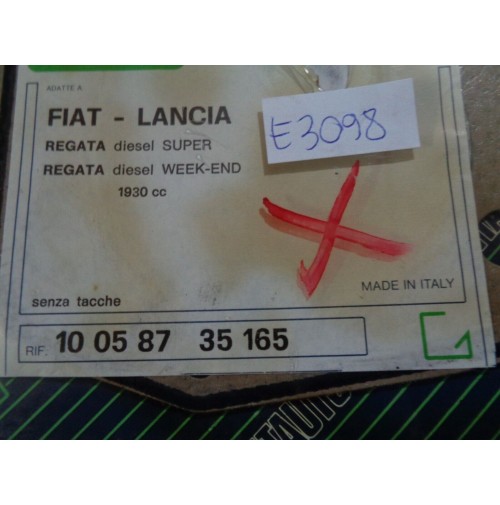 ADATTE A
FIAT - LANCIA
E3098
REGATA diesel SUPER
REGATA diesel WEEK-END
1930 cc
MADE IN ITALY
senza tacche
RIF. 10 05 87 35 165